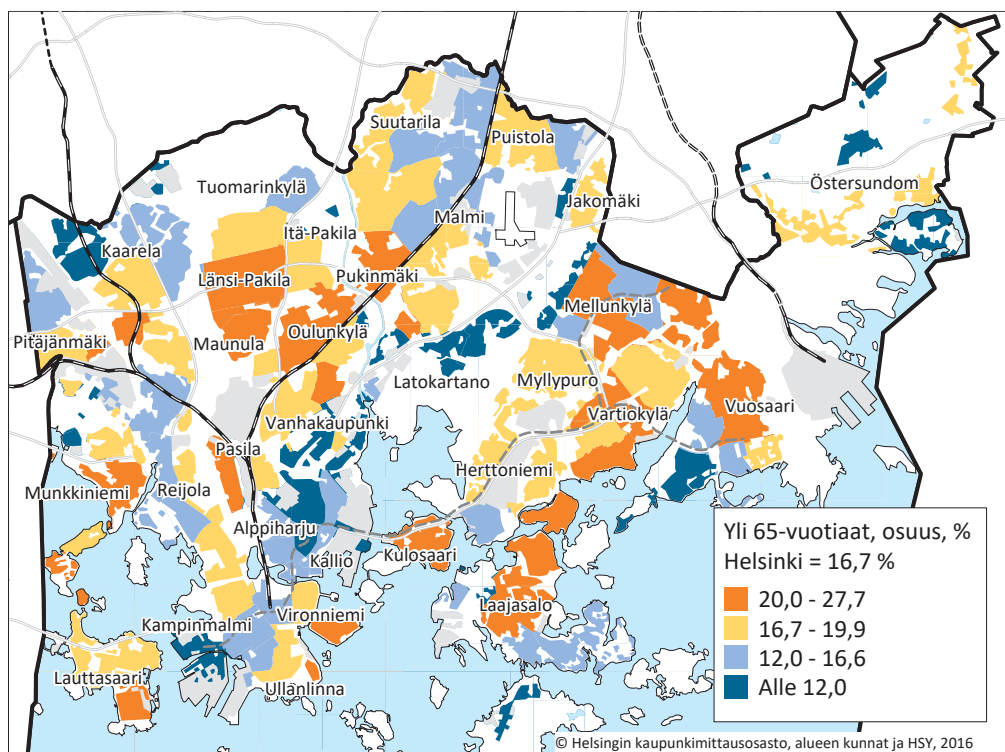 Suutarila
Puistola
Tuomarinkylä
Östersundom
Jakomäki
Malmi
Itä-Pakila
Kaarela
Länsi-Pakila
Pukinmäki
Mellunkylä
Oulunkylä
Pitäjänmäki
Maunula
Latokartano
Myllypuro
Vuosaari
Vartiokylä
Vanhakaupunki
Pasila
Herttoniemi
Munkkiniemi
Reijola
Alppiharju
Kallio
Kulosaari
Laajasalo
Vironniemi
Kampinmalmi
Lauttasaari
Ullanlinna
Yli 65-vuotiaat, osuus, %
Helsinki = 16,7 %
20,0 - 27,7
16,7 - 19,9
12,0 - 16,6
Alle 12,0
© Helsingin kaupunkimittausosasto, alueen kunnat ja HSY, 2016